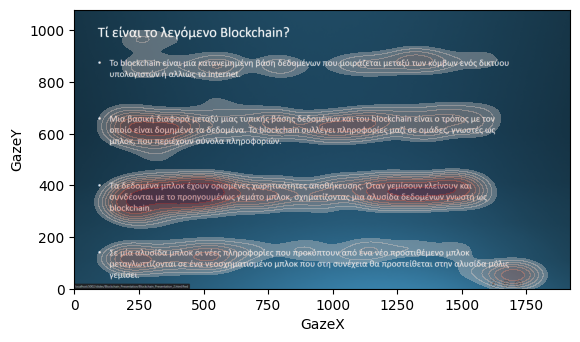 Τί είναι το λεγόμενο Blockchain?
• Το blockchain είναι μια κατανεμημένη βάση δεδομένων που μοιράζεται μεταξύ των κόμβων ενός δικτύου
υπολογιστών ή αλλιώς το Internet.
• Μια βασική διαφορά μεταξύ μιας τυπικής βάσης δεδομένων και του blockchain είναι ο τρόπος με τον
οποίο είναι δομημένα τα δεδομένα. Το blockchain συλλέγει πληροφορίες μαζί σε ομάδες, γνωστές ως
μπλοκ, που περιέχουν σύνολα πληροφοριών.
• Τα δεδομένα μπλοκ έχουν ορισμένες χωρητικότητες αποθήκευσης. Όταν γεμίσουν κλείνουν και
συνδέονται με το προηγουμένως γεμάτο μπλοκ, σχηματίζοντας μια αλυσίδα δεδομένων γνωστή ως
blockchain.
• Σε μία αλυσίδα μπλοκ οι νέες πληροφορίες που προκύπτουν από ένα νέο προστιθέμενο μπλοκ
μεταγλωττίζονται σε ένα νεοσχηματισμένο μπλοκ που στη συνέχεια θα προστείθεται στην αλυσίδα μόλις
γεμίσει.
GazeY
1000
800
600
400
200
0
0 250 500 750 1000 1250 1500 1750
GazeX